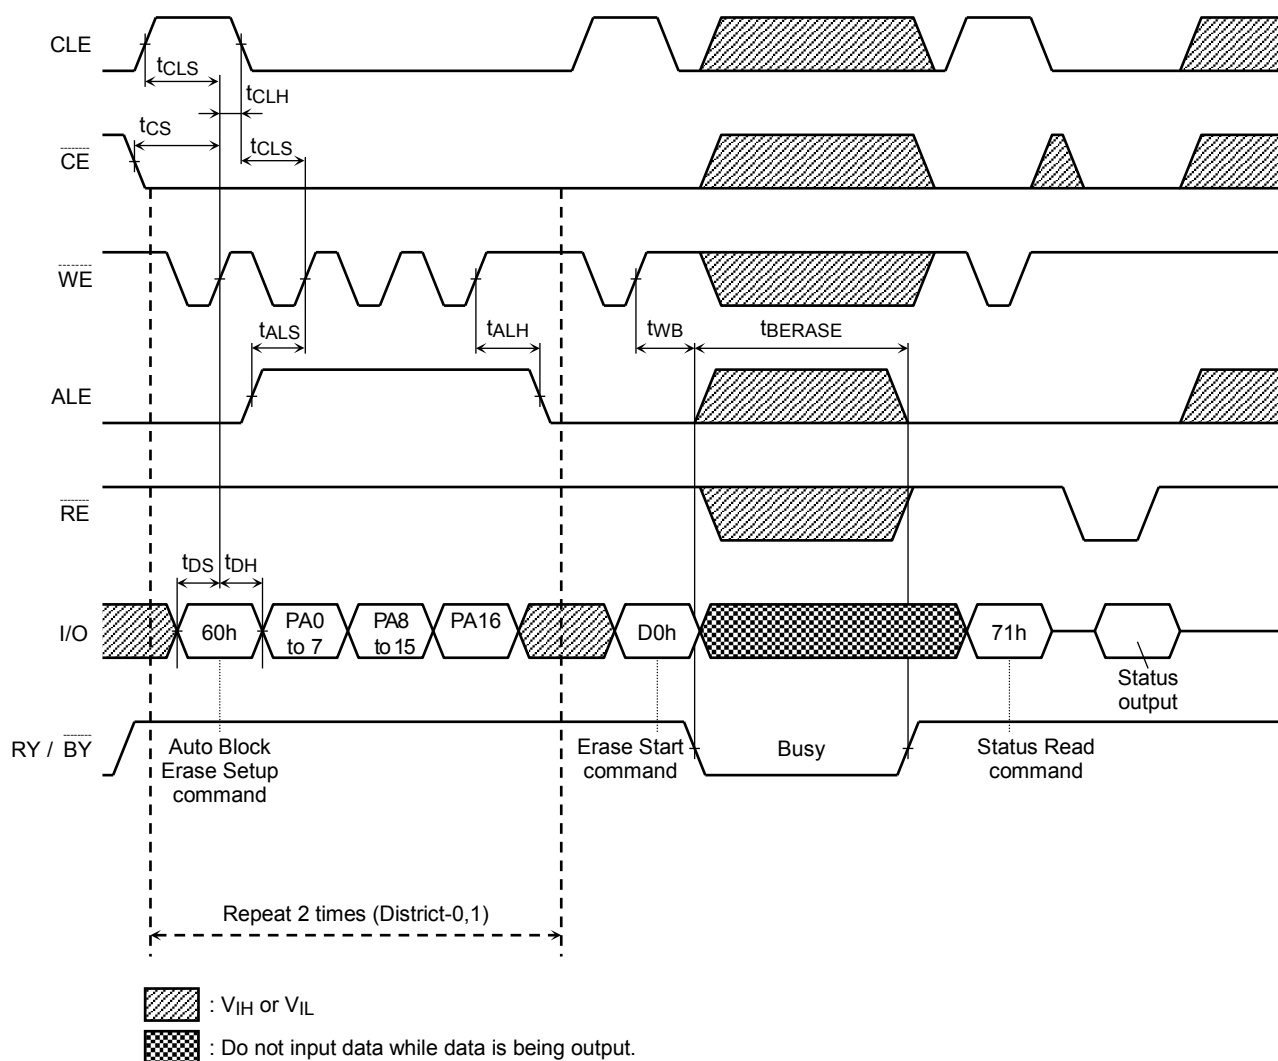 CLE
tCLS
tCLH
tCS
CE
tCLS
WE
tALS
tALH
tWB
tBERASE
ALE
RE
tDS
tDH
I/O
60h
PA0
to 7
PA8
to 15
PA16
D0h
71h
Status
output
RY / BY
Auto Block
Erase Setup
command
Erase Start
command
Busy
Status Read
command
Repeat 2 times (District-0,1)
: VIH or VIL
: Do not input data while data is being output.